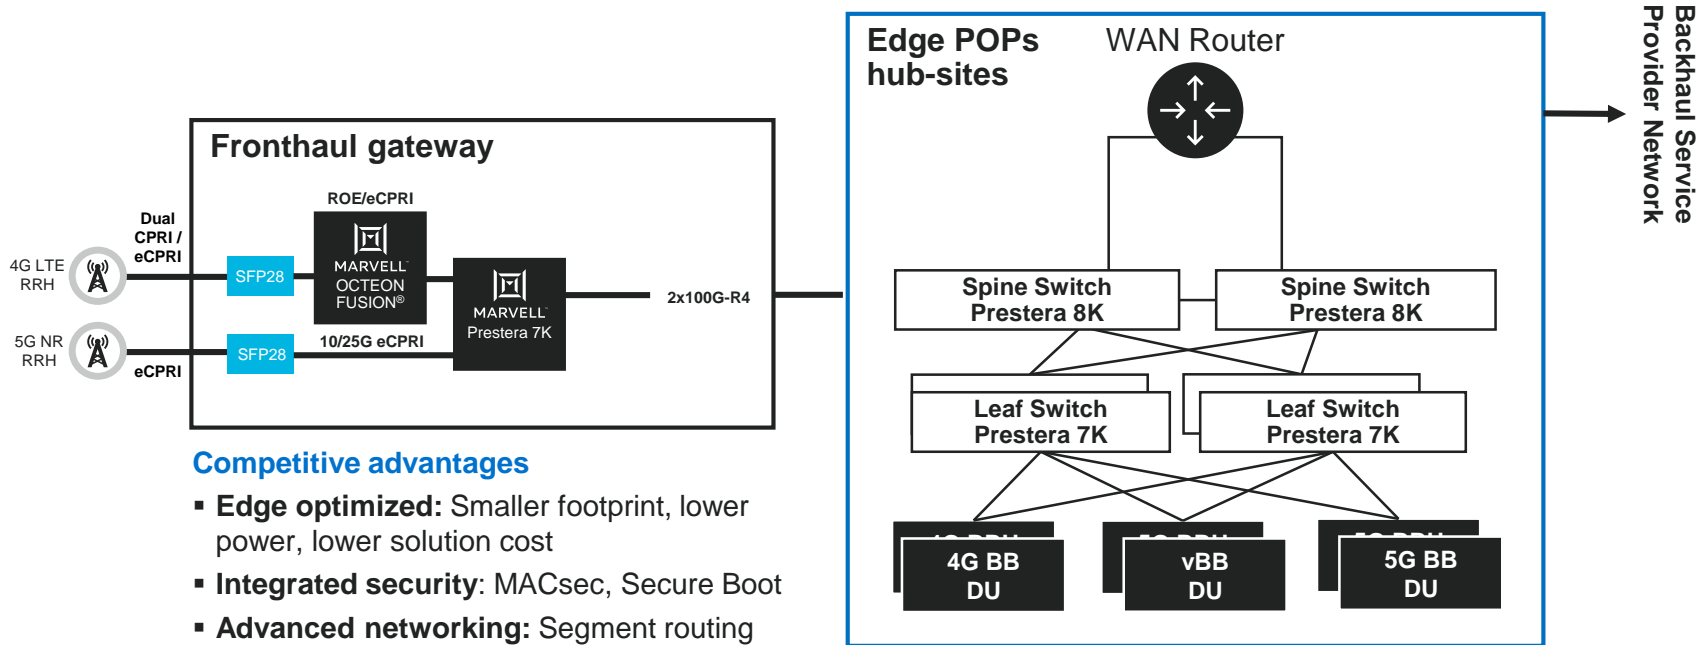 Edge POPs
hub-sites
WAN Router
Backhaul Service
Provider Network
Fronthaul gateway
ROE/eCPRI
Dual
CPRI /
eCPRI
4G LTE
RRH
SFP28
MARVELL
OCTEON
FUSION®
MARVELL
Prestera 7K
2x100G-R4
5G NR
RRH
eCPRI
SFP28
10/25G eCPRI
Spine Switch
Prestera 8K
Spine Switch
Prestera 8K
Leaf Switch
Prestera 7K
Leaf Switch
Prestera 7K
4G BB
DU
vBB
DU
5G BB
DU
Competitive advantages
▪ Edge optimized: Smaller footprint, lower
power, lower solution cost
▪ Integrated security: MACsec, Secure Boot
▪ Advanced networking: Segment routing